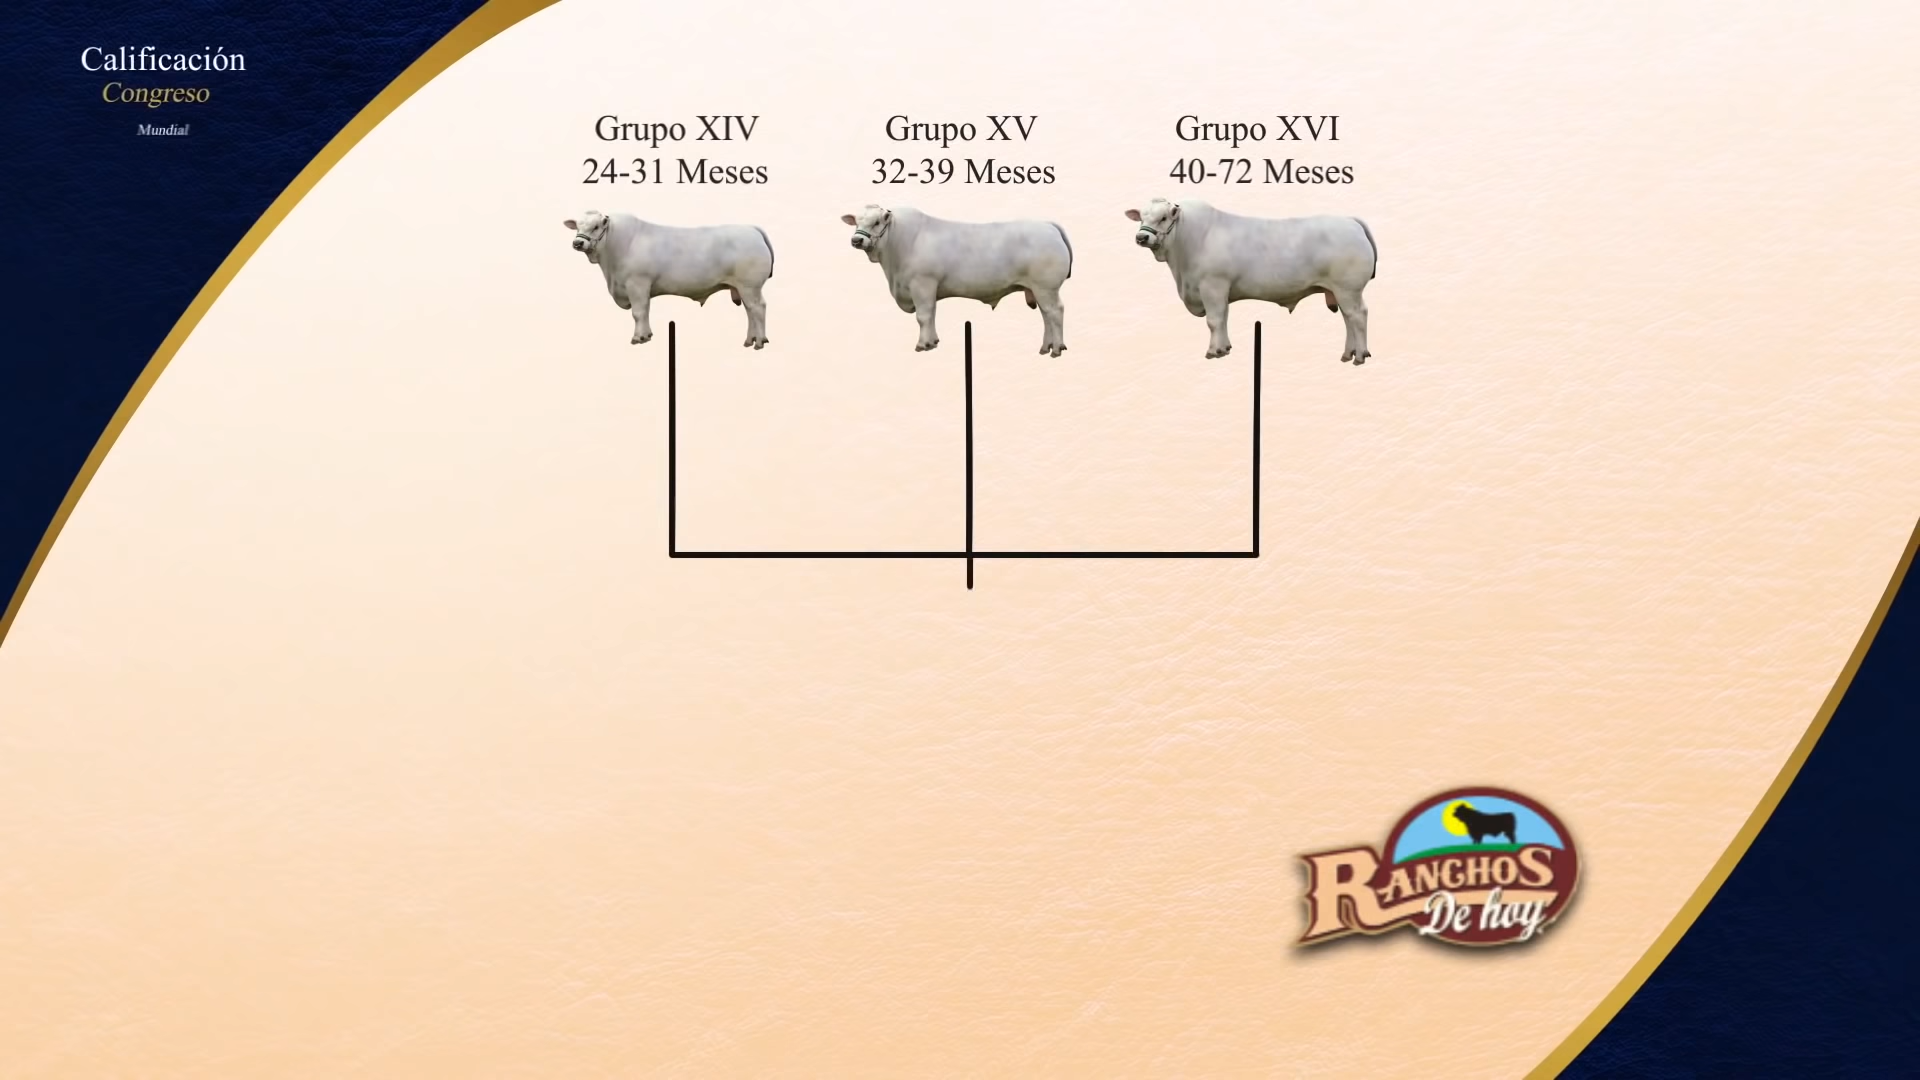 Calificación
Congreso
Mundial
Grupo XIV
24-31 Meses
Grupo XV
32-39 Meses
Grupo XVI
40-72 Meses
RANCHOS
De hoy